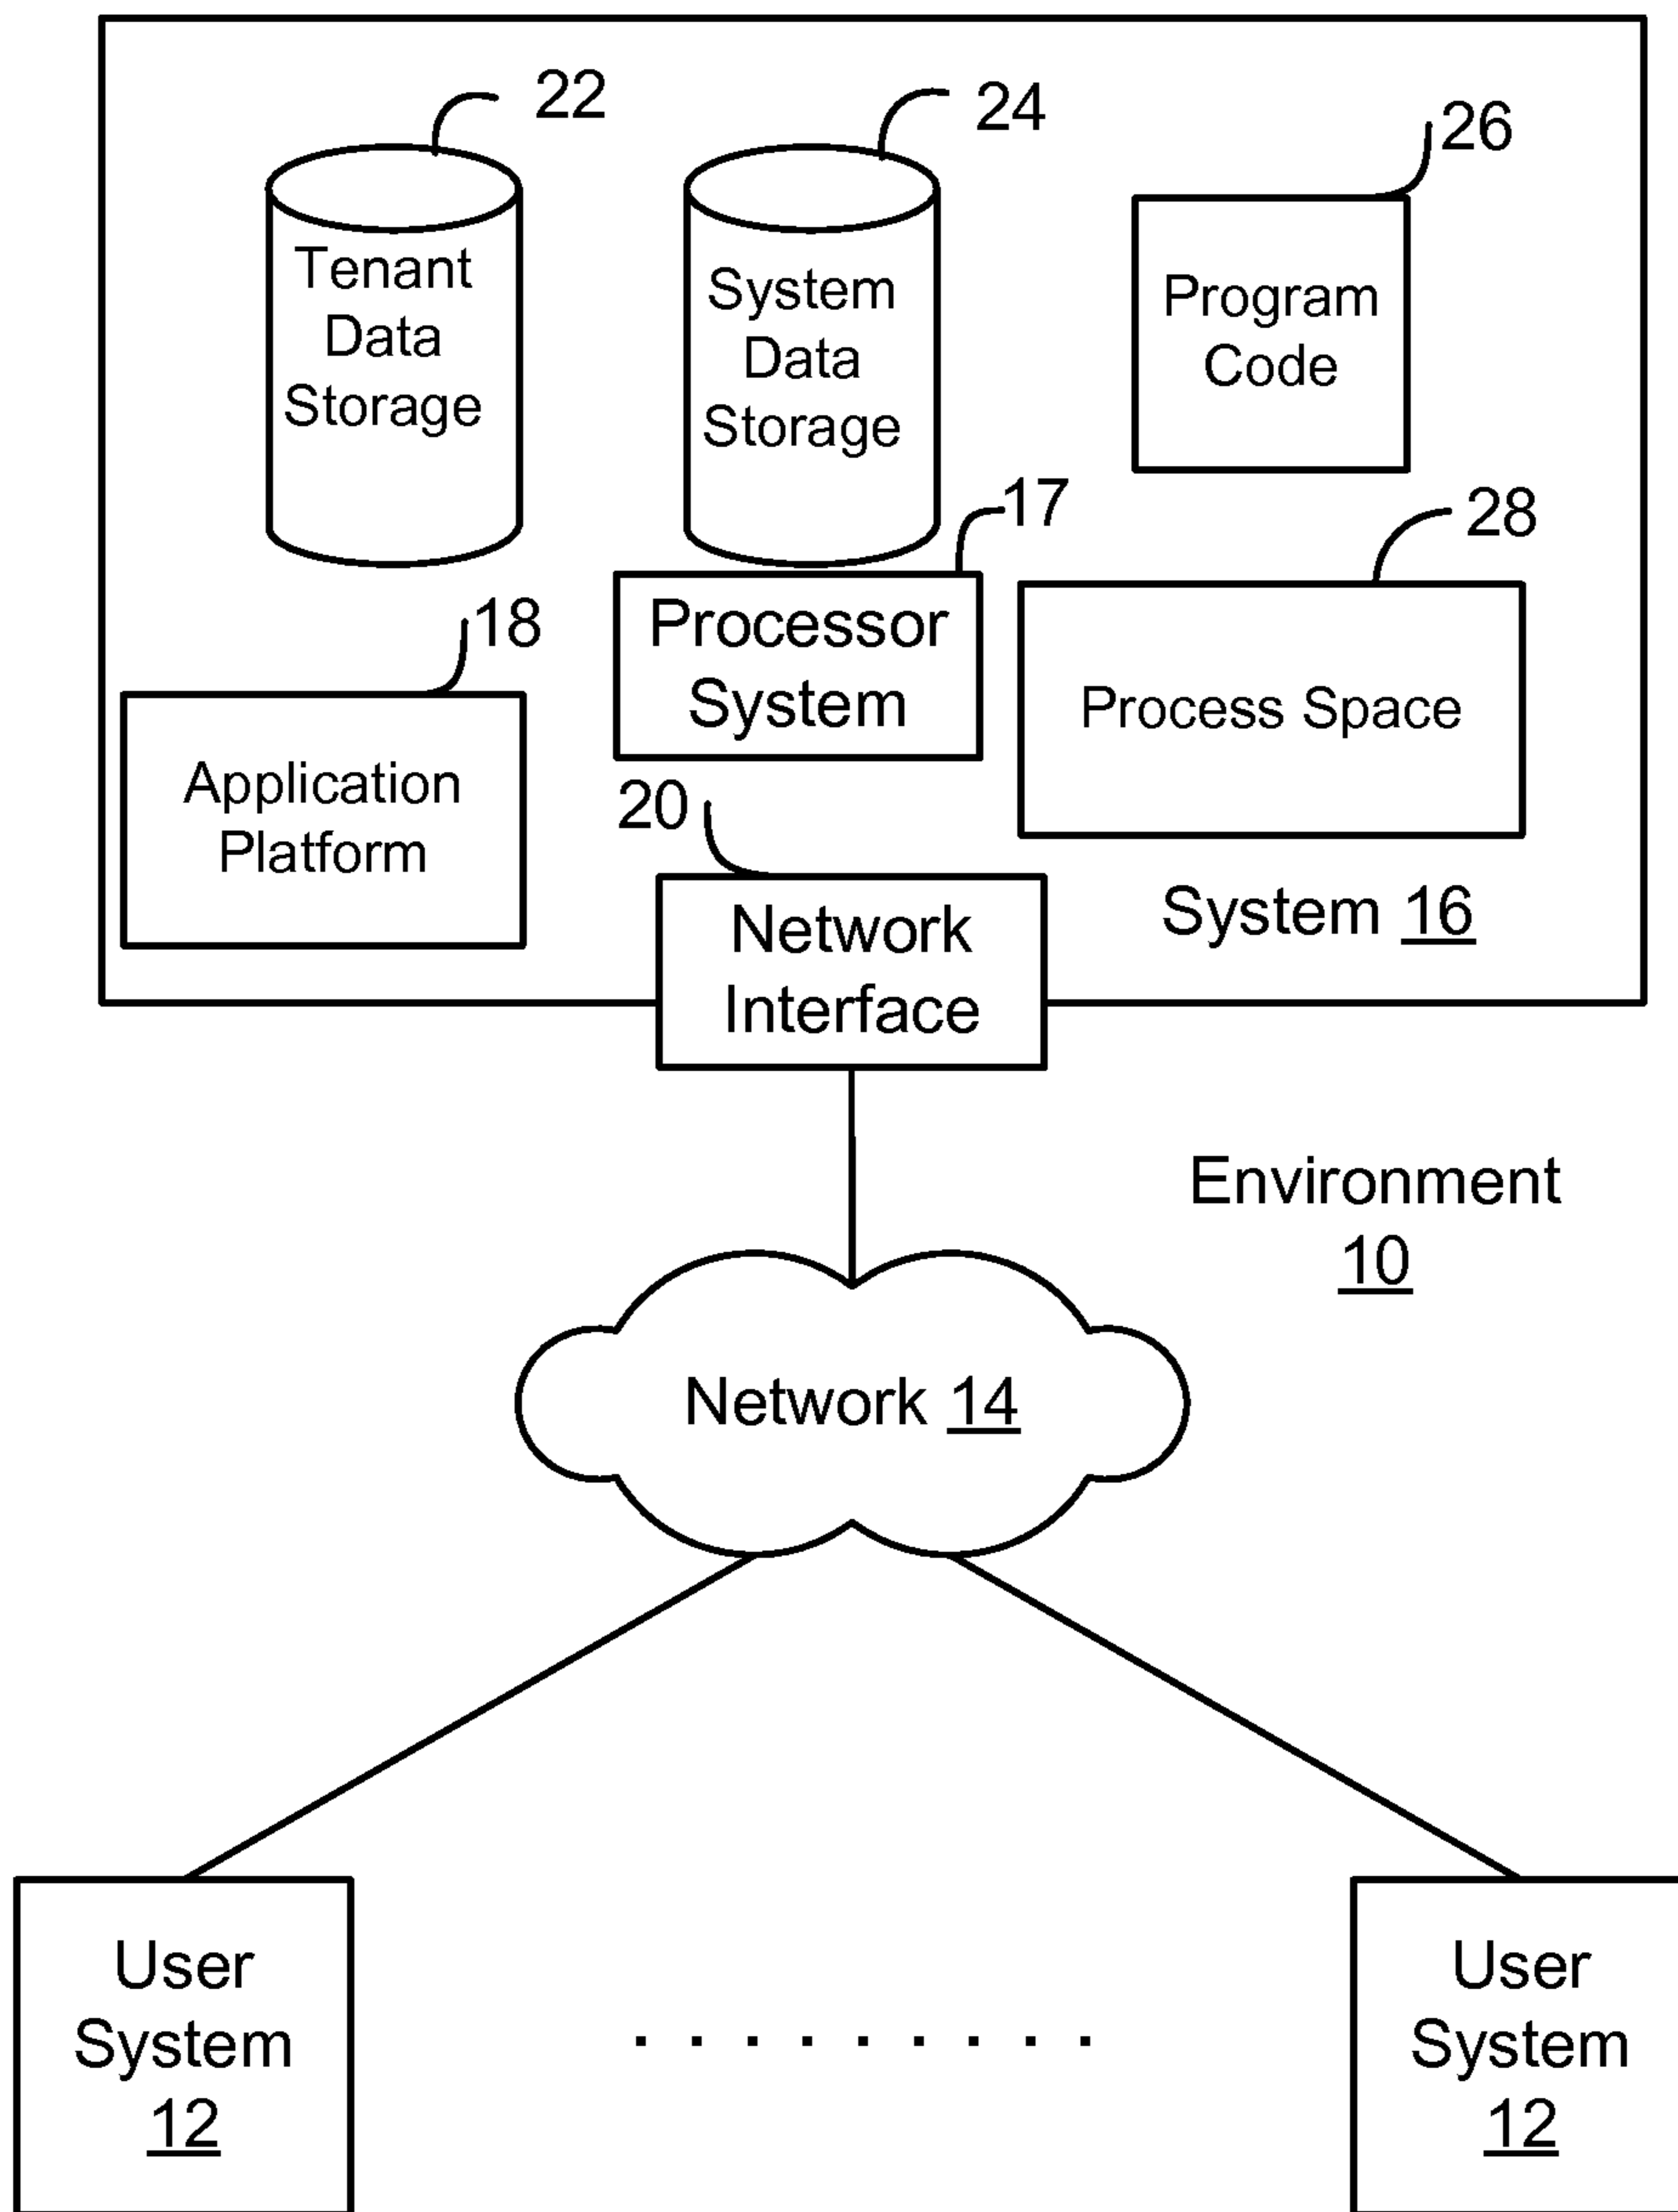 22
24
26
Tenant
Data
Storage
System
Data
Storage
Program
Code
17
28
18
Processor
System
Process Space
Application
Platform
20
System 16
Network
Interface
Environment
10
Network 14
User
System
12
. . . . . . . . .
User
System
12